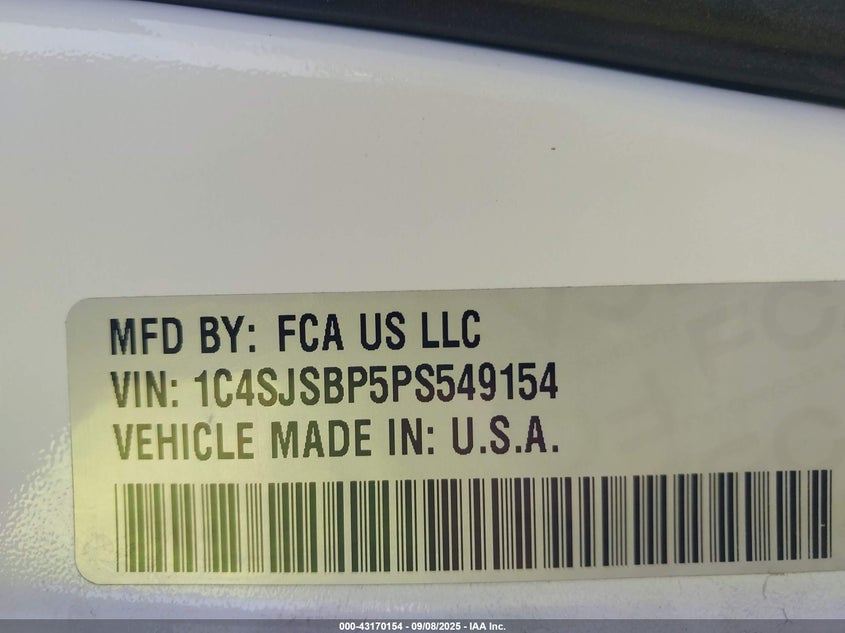 MFD BY: FCA US LLC
VIN: 1C4SJSBP5PS549154
VEHICLE MADE IN: U.S.A.
000-43170154 - 09/08/2025 - IAA Inc.